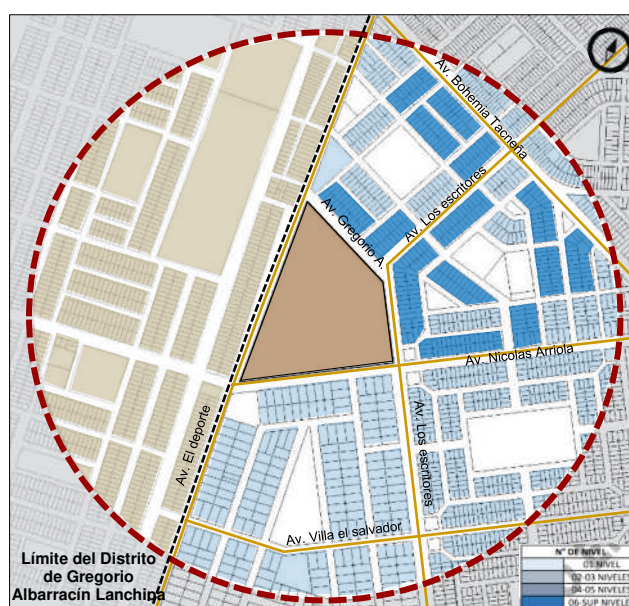 Av. Bohemia Tacneña
Av. Los escritores
Av. Gregorio A.
Av. Nicolas Arriola
Av. El deporte
Av. Los escritores
Av. Villa el salvador
Límite del Distrito
de Gregorio
Albarracín Lanchipa
N° DE NIVEL
01 NIVEL
02-03 NIVELES
04-05 NIVELES
06-SUP NIVELE